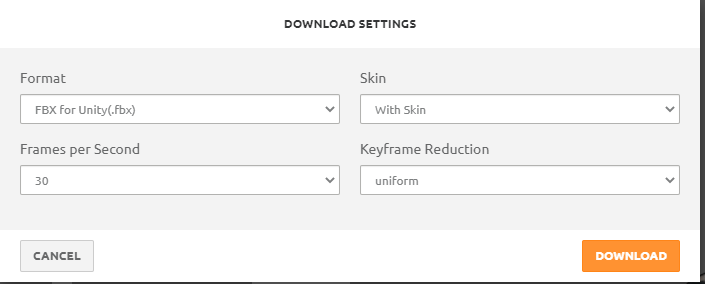 DOWNLOAD SETTINGS
Format
Skin
FBX for Unity(.fbx)
With Skin
Frames per Second
Keyframe Reduction
30
uniform
CANCEL
DOWNLOAD